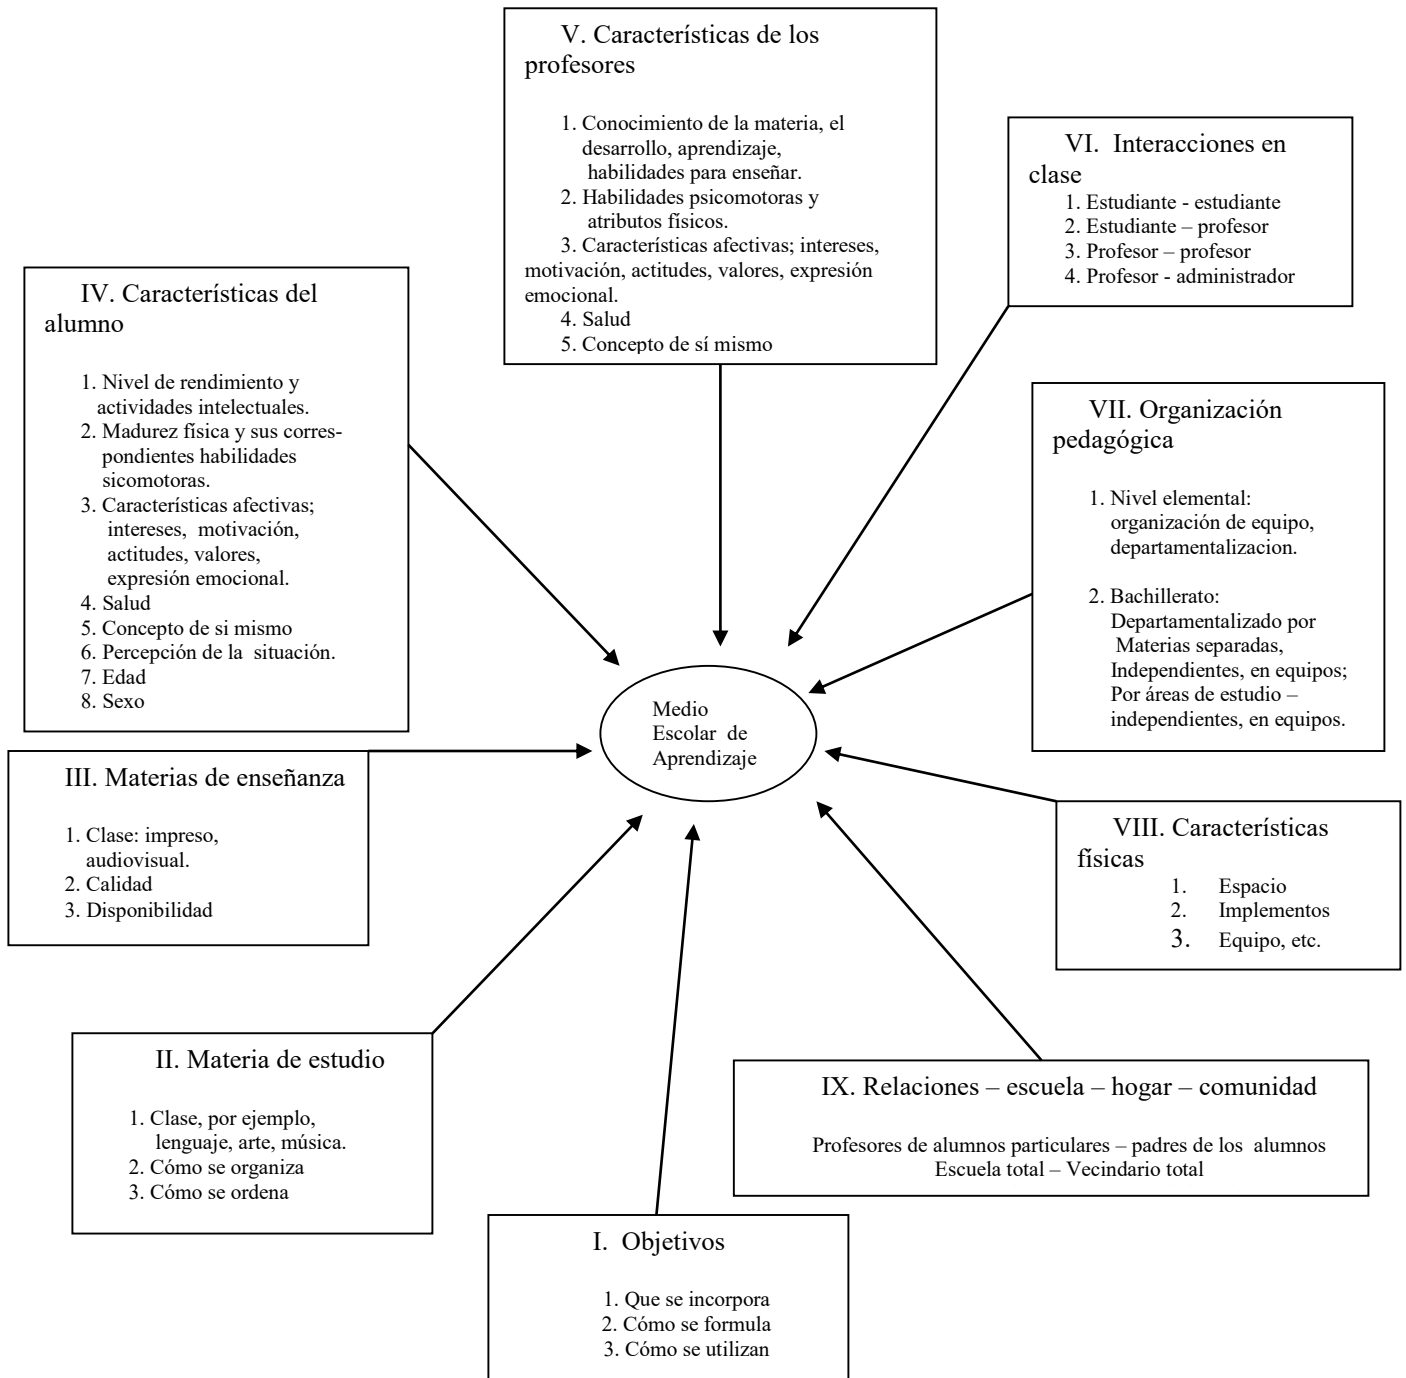 V. Características de los
profesores
1. Conocimiento de la materia, el
desarrollo, aprendizaje,
habilidades para enseñar.
2. Habilidades psicomotoras y
atributos físicos.
3. Características afectivas; intereses,
motivación, actitudes, valores, expresión
emocional.
4. Salud
5. Concepto de sí mismo
VI. Interacciones en
clase
1. Estudiante - estudiante
2. Estudiante – profesor
3. Profesor – profesor
4. Profesor - administrador
IV. Características del
alumno
1. Nivel de rendimiento y
actividades intelectuales.
2. Madurez física y sus corres-
pondientes habilidades
sicomotoras.
3. Características afectivas;
intereses, motivación,
actitudes, valores,
expresión emocional.
4. Salud
5. Concepto de si mismo
6. Percepción de la situación.
7. Edad
8. Sexo
VII. Organización
pedagógica
1. Nivel elemental:
organización de equipo,
departamentalizacion.
2. Bachillerato:
Departamentalizado por
Materias separadas,
Independientes, en equipos;
Por áreas de estudio –
independientes, en equipos.
Medio
Escolar de
Aprendizaje
III. Materias de enseñanza
1. Clase: impreso,
audiovisual.
2. Calidad
3. Disponibilidad
VIII. Características
físicas
1. Espacio
2. Implementos
3. Equipo, etc.
II. Materia de estudio
1. Clase, por ejemplo,
lenguaje, arte, música.
2. Cómo se organiza
3. Cómo se ordena
IX. Relaciones – escuela – hogar – comunidad
Profesores de alumnos particulares – padres de los alumnos
Escuela total – Vecindario total
I. Objetivos
1. Que se incorpora
2. Cómo se formula
3. Cómo se utilizan